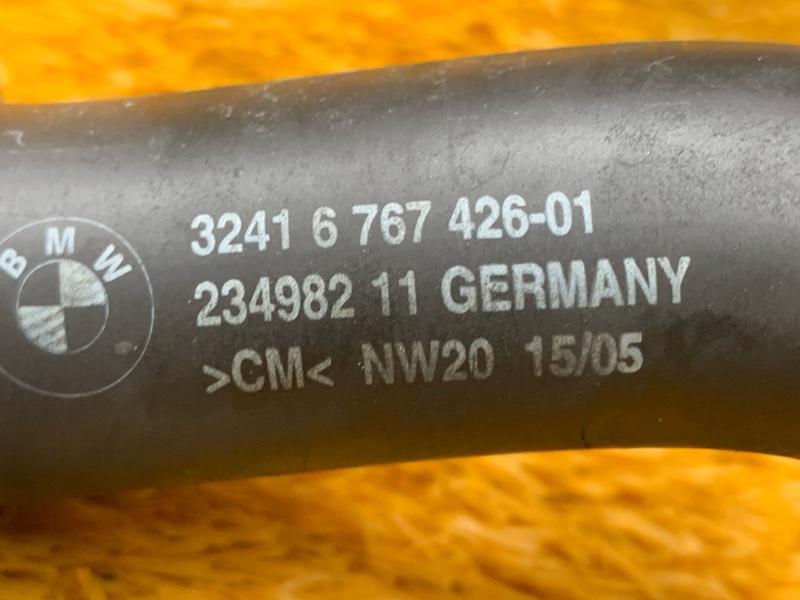 BMW
3241 6 767 426-01
234982 11 GERMANY
>CM< NW20 15/05